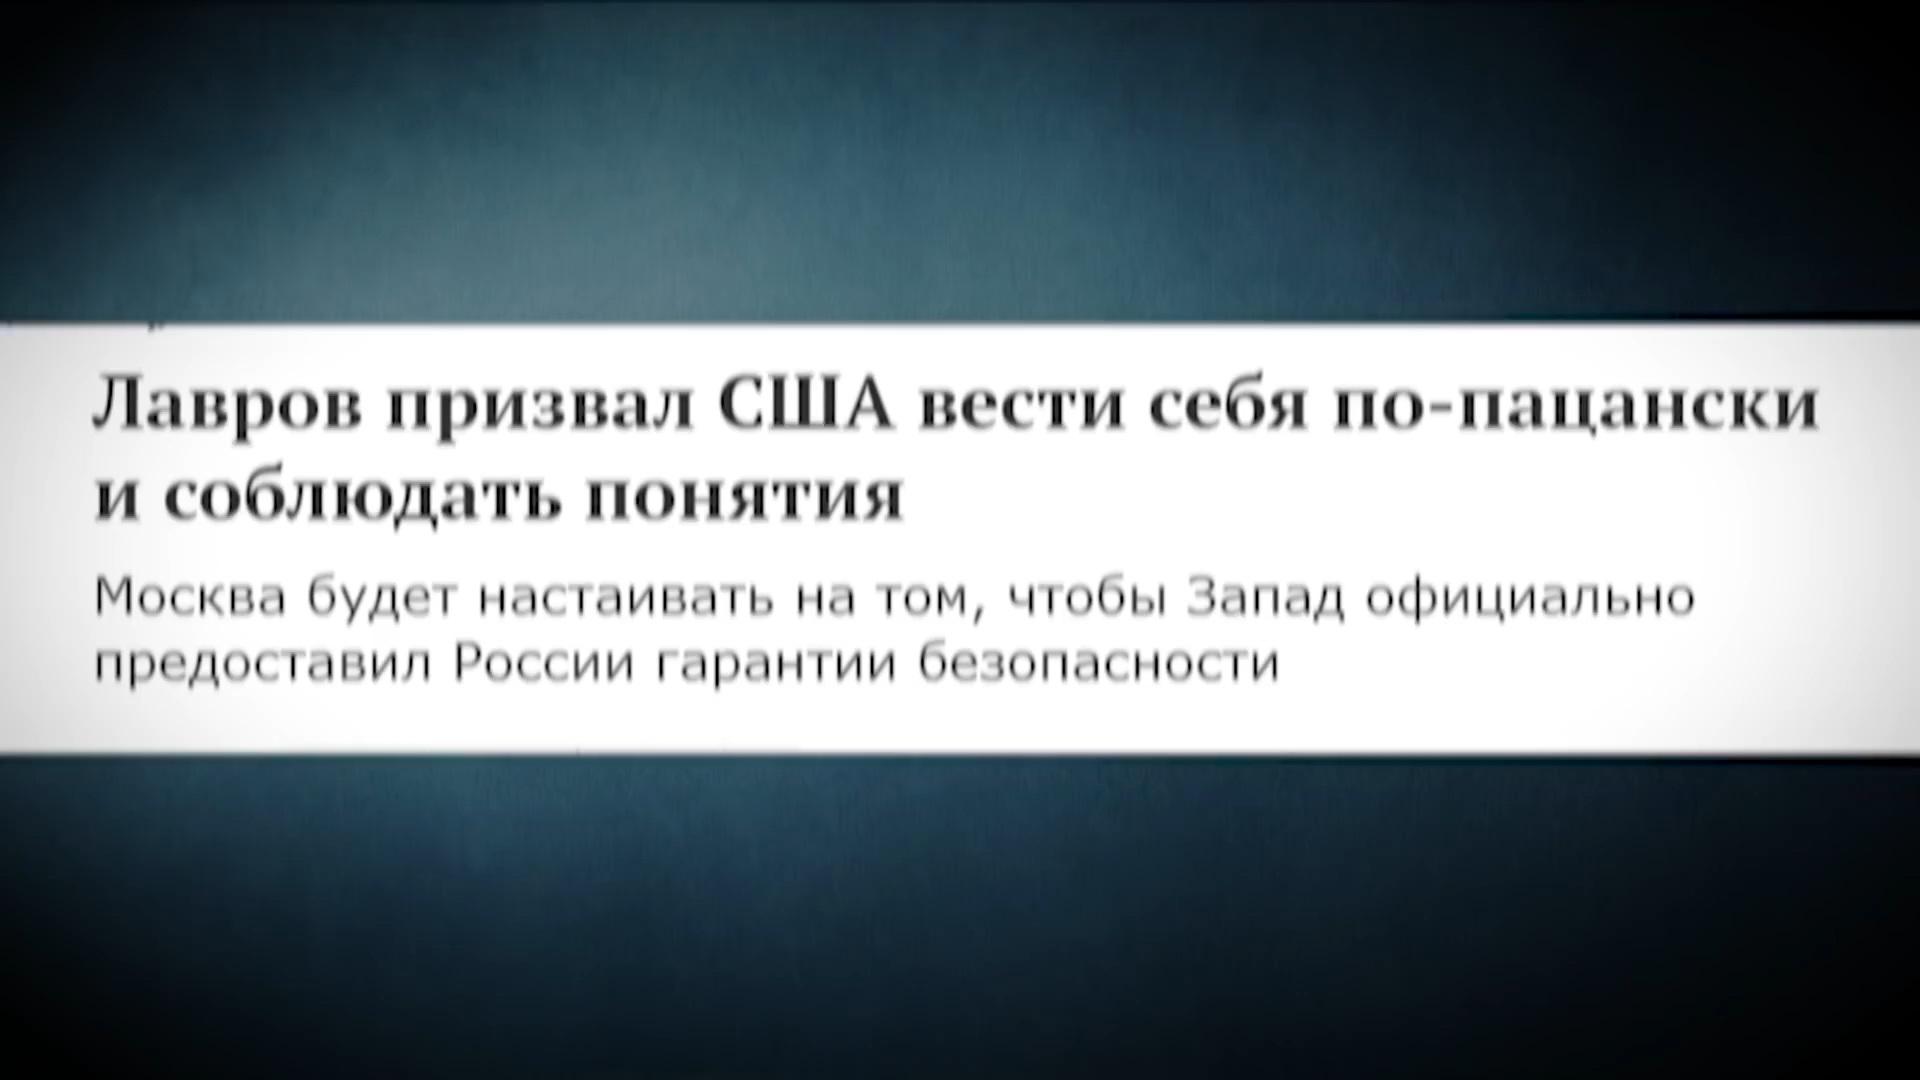 Лавров призвал США вести себя по-пацански
и соблюдать понятия
Москва будет настаивать на том, чтобы Запад официально
предоставил России гарантии безопасности